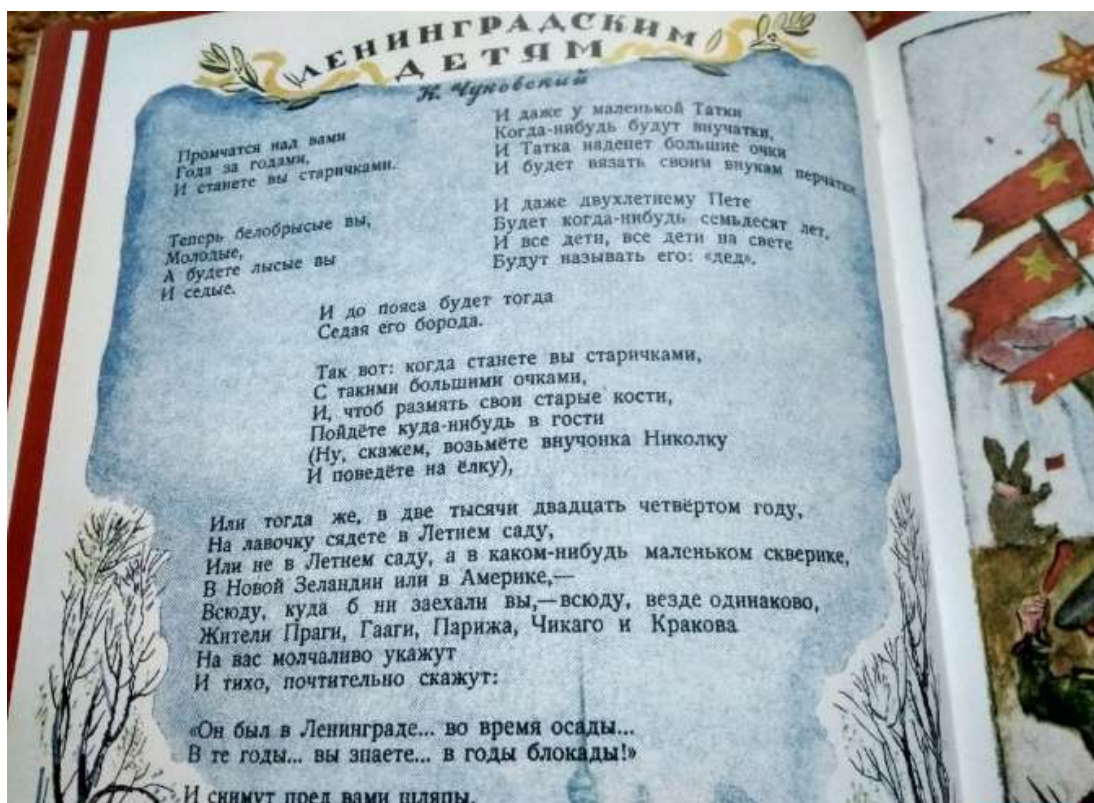 ЛЕНИНГРАДСКИМ
ДЕТЯМ
К. Чуковский
Промчатся над вами
Года за годами,
И станете вы старичками.
Теперь белобрысые вы,
Молодые,
А будете лысые вы
И седые.
И даже у маленькой Татки
Когда-нибудь будут внучатки,
И Татка наденет большие очки
И будет вязать своим внукам перчатки,
И даже двухлетнему Пете
Будет когда-нибудь семьдесят лет,
И все дети, все дети на свете
Будут называть его: «дед».
И до пояса будет тогда
Седая его борода.
Так вот: когда станете вы старичками,
С такими большими очками,
И, чтоб размять свои старые кости,
Пойдёте куда-нибудь в гости
(Ну, скажем, возьмёте внучонка Николку
И поведёте на ёлку),
Или тогда же, в две тысячи двадцать четвёртом году,
На лавочку сядете в Летнем саду,
Или не в Летнем саду, а в каком-нибудь маленьком скверике,
В Новой Зеландии или в Америке,—
Всюду, куда б ни заехали вы,—всюду, везде одинаково,
Жители Праги, Гааги, Парижа, Чикаго и Кракова
На вас молчаливо укажут
И тихо, почтительно скажут:
«Он был в Ленинграде... во время осады...
В те годы... вы знаете... в годы блокады!»
И снимут пред вами шляпы.